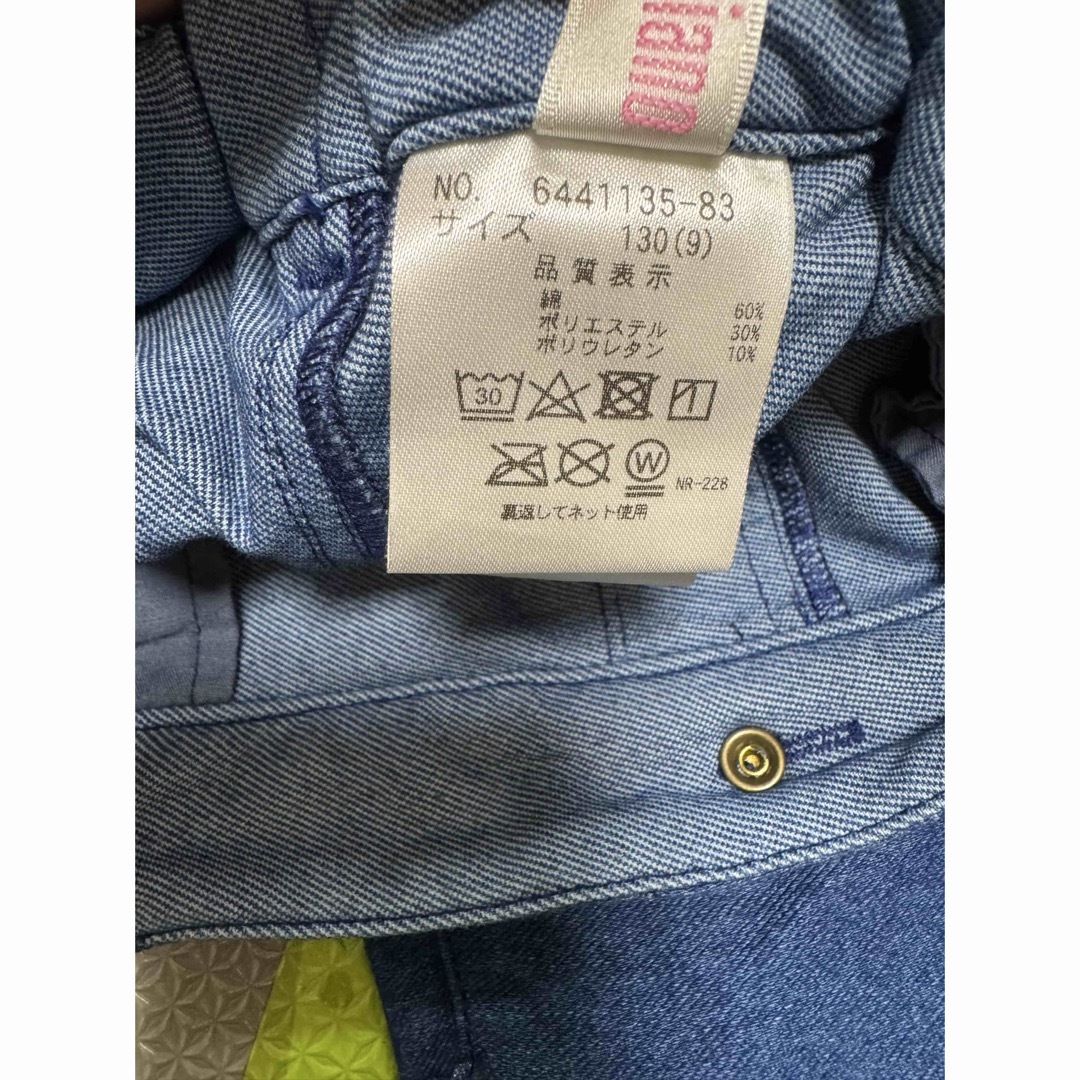 iamo
NO. 6441135-83
サイズ 130(9)
品質表示
綿 60%
ポリエステル 30%
ポリウレタン 10%
30
W
NR-228
裏返してネット使用